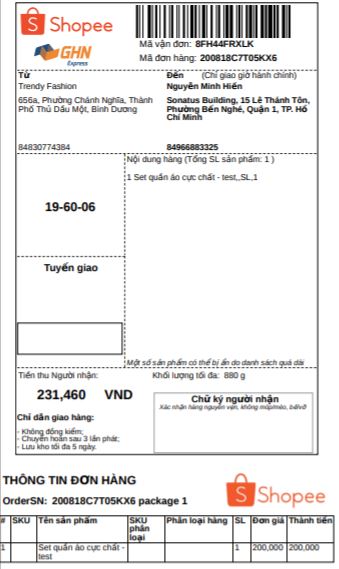 Shopee
GHN
Express
Mã vận đơn: 8FH44FRXLK
Mã đơn hàng: 200818C7T05KX6
Từ
Trendy Fashion
656a, Phường Chánh Nghĩa, Thành
Phố Thủ Dầu Một, Bình Dương
84830774384
Đến (Chỉ giao giờ hành chính)
Nguyễn Minh Hiến
Sonatus Building, 15 Lê Thánh Tôn,
Phường Bến Nghé, Quận 1, TP. Hồ
Chí Minh
84966883325
19-60-06
Nội dung hàng (Tổng SL sản phẩm: 1 )
1 Set quần áo cực chất - test,,SL,1
Tuyến giao
Một số sản phẩm có thể bị ẩn do danh sách quá dài
Tiền thu Người nhận:
231,460 VND
Khối lượng tối đa: 880 g
Chỉ dẫn giao hàng:
- Không đồng kiểm;
- Chuyển hoàn sau 3 lần phát;
- Lưu kho tối đa 5 ngày.
Chữ ký người nhận
Xác nhận hàng nguyên vẹn, không móp/méo, bể/vỡ
THÔNG TIN ĐƠN HÀNG
OrderSN: 200818C7T05KX6 package 1
Shopee
# SKU Tên sản phẩm SKU phân loại Phân loại hàng SL Đơn giá Thành tiền
1 Set quần áo cực chất - test 1 200,000 200,000